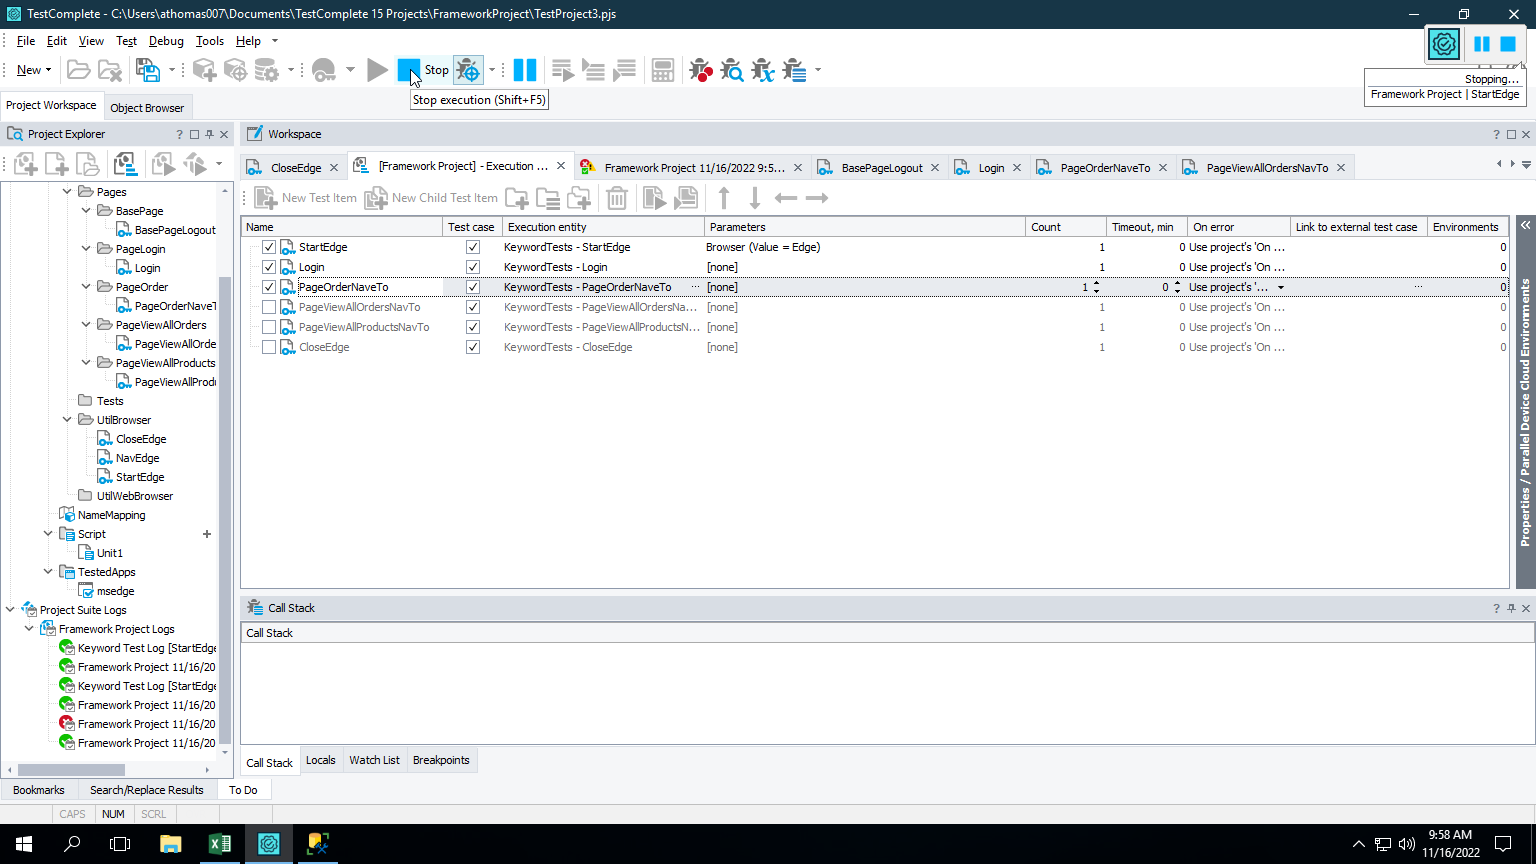 TestComplete - C:\Users\athomas007\Documents\TestComplete 15 Projects\FrameworkProject\TestProject3.pjs
File Edit View Test Debug Tools Help
New
Stop
Stop execution (Shift+F5)
Stopping...
Framework Project | StartEdge
Project Workspace
Object Browser
Project Explorer
Workspace
CloseEdge
[Framework Project] - Execution ...
Framework Project 11/16/2022 9:5...
BasePageLogout
Login
PageOrderNaveTo
PageViewAllOrdersNavTo
New Test Item
New Child Test Item
Name Test case Execution entity Parameters Count Timeout, min On error Link to external test case Environments
StartEdge KeywordTests - StartEdge Browser (Value = Edge) 1 0 Use project's 'On ... 0
Login KeywordTests - Login [none] 1 0 Use project's 'On ... 0
PageOrderNaveTo KeywordTests - PageOrderNaveTo ... [none] 1 0 Use project's '... ... 0
PageViewAllOrdersNavTo KeywordTests - PageViewAllOrdersNa... [none] 1 0 Use project's 'On ... 0
PageViewAllProductsNavTo KeywordTests - PageViewAllProductsN... [none] 1 0 Use project's 'On ... 0
CloseEdge KeywordTests - CloseEdge [none] 1 0 Use project's 'On ... 0
Properties / Parallel Device Cloud Environments
Pages
BasePage
BasePageLogout
PageLogin
Login
PageOrder
PageOrderNaveT
PageViewAllOrders
PageViewAllOrde
PageViewAllProducts
PageViewAllProdu
Tests
UtilBrowser
CloseEdge
NavEdge
StartEdge
UtilWebBrowser
NameMapping
Script
Unit1
TestedApps
msedge
Project Suite Logs
Framework Project Logs
Keyword Test Log [StartEdge
Framework Project 11/16/20
Keyword Test Log [StartEdge
Framework Project 11/16/20
Framework Project 11/16/20
Framework Project 11/16/20
Call Stack
Call Stack
Call Stack Locals Watch List Breakpoints
Bookmarks Search/Replace Results To Do
CAPS NUM SCRL
9:58 AM
11/16/2022